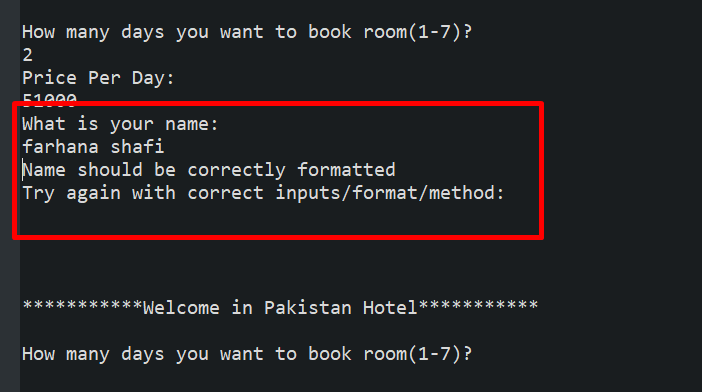 How many days you want to book room(1-7)?
2
Price Per Day:
51000
What is your name:
farhana shafi
Name should be correctly formatted
Try again with correct inputs/format/method:
***********Welcome in Pakistan Hotel***********
How many days you want to book room(1-7)?